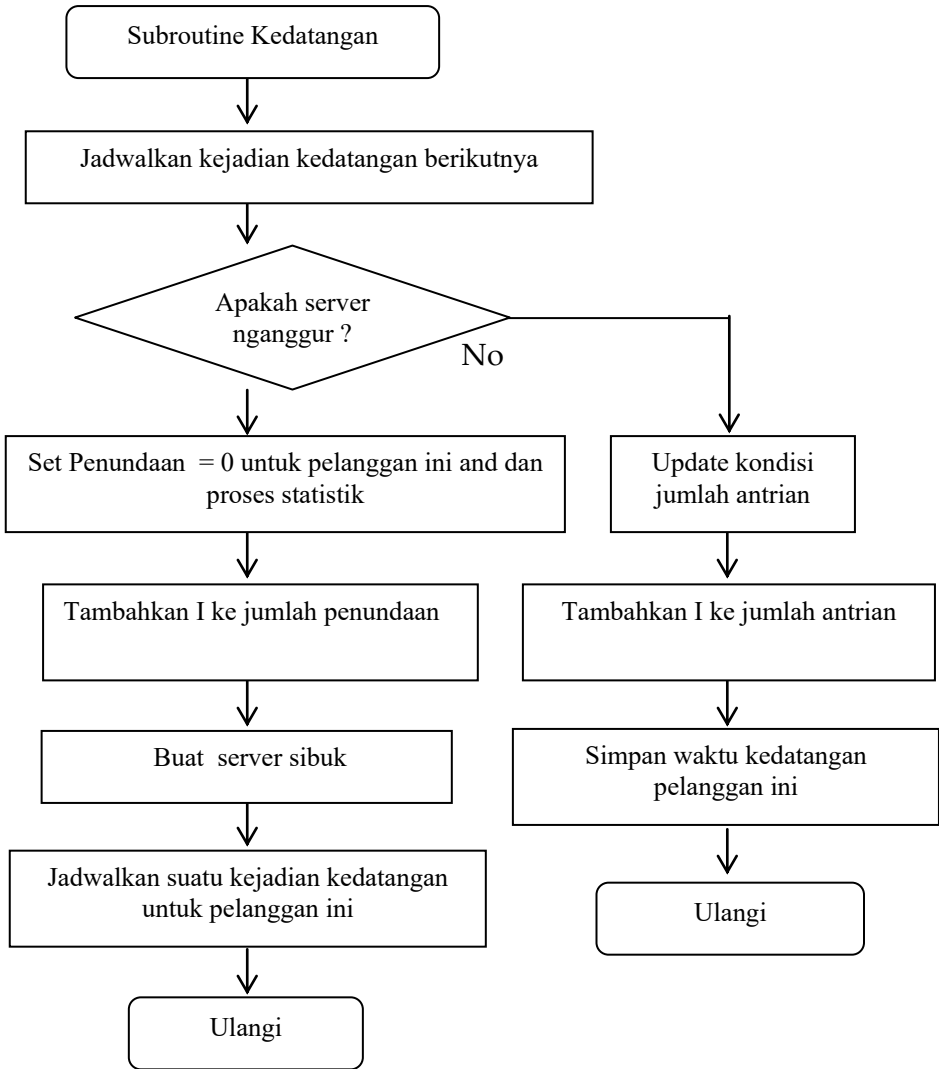 Subroutine Kedatangan
Jadwalkan kejadian kedatangan berikutnya
Apakah server
nganggur ?
No
Set Penundaan = 0 untuk pelanggan ini and dan
proses statistik
Tambahkan I ke jumlah penundaan
Buat server sibuk
Jadwalkan suatu kejadian kedatangan
untuk pelanggan ini
Ulangi
Update kondisi
jumlah antrian
Tambahkan I ke jumlah antrian
Simpan waktu kedatangan
pelanggan ini
Ulangi